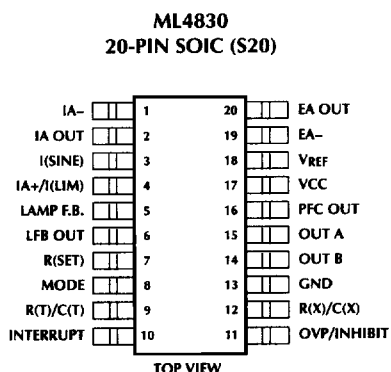 ML4830
20-PIN SOIC (S20)
IA– 1 20 EA OUT
IA OUT 2 19 EA–
I(SINE) 3 18 VREF
IA+/I(LIM) 4 17 VCC
LAMP F.B. 5 16 PFC OUT
LFB OUT 6 15 OUT A
R(SET) 7 14 OUT B
MODE 8 13 GND
R(T)/C(T) 9 12 R(X)/C(X)
INTERRUPT 10 11 OVP/INHIBIT
TOP VIEW